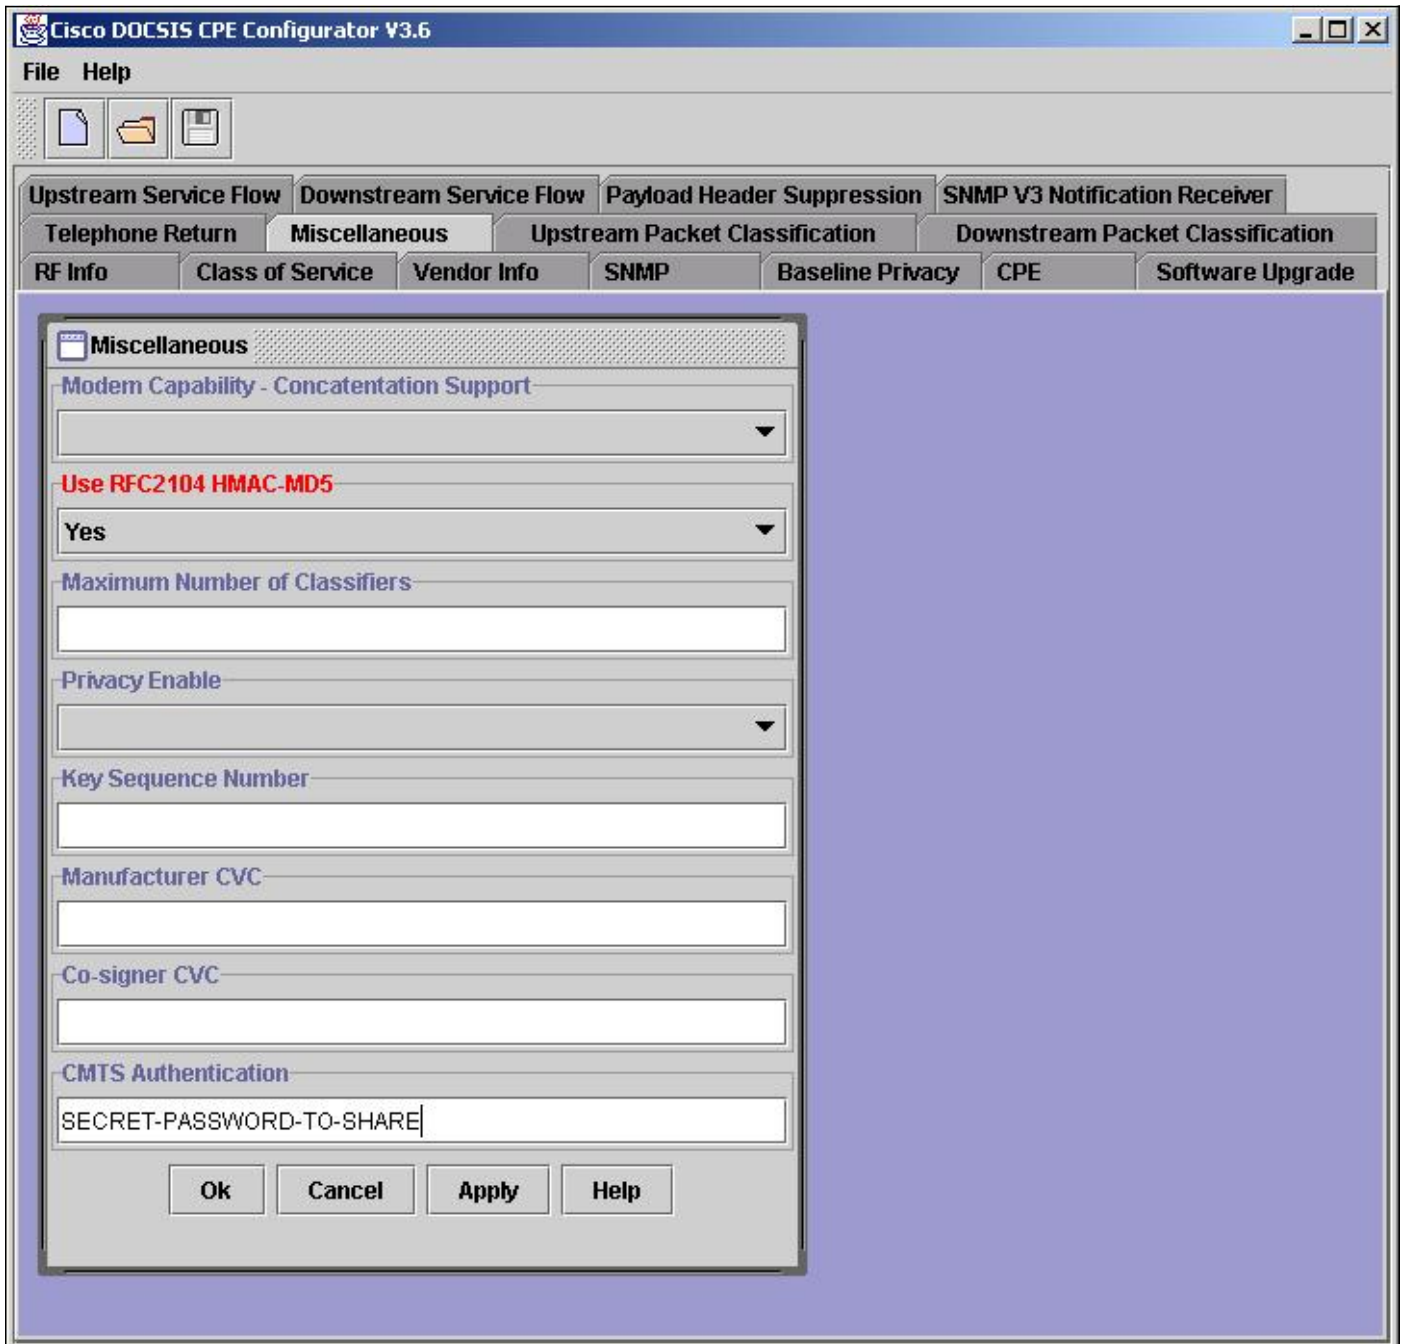 Cisco DOCSIS CPE Configurator V3.6
File Help
Upstream Service Flow Downstream Service Flow Payload Header Suppression SNMP V3 Notification Receiver
Telephone Return Miscellaneous Upstream Packet Classification Downstream Packet Classification
RF Info Class of Service Vendor Info SNMP Baseline Privacy CPE Software Upgrade
Miscellaneous
Modem Capability - Concatentation Support
Use RFC2104 HMAC-MD5
Yes
Maximum Number of Classifiers
Privacy Enable
Key Sequence Number
Manufacturer CVC
Co-signer CVC
CMTS Authentication
SECRET-PASSWORD-TO-SHARE
Ok Cancel Apply Help